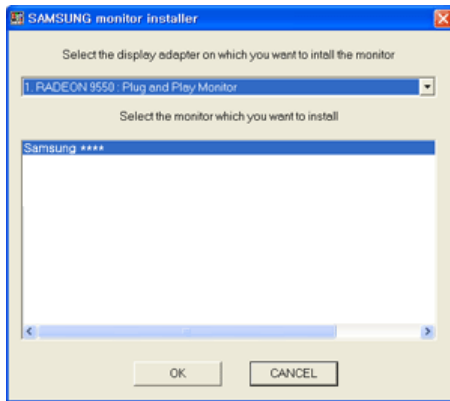 SAMSUNG monitor installer
Select the display adapter on which you want to intall the monitor
1. RADEON 9550 : Plug and Play Monitor
Select the monitor which you want to install
Samsung ****
OK
CANCEL